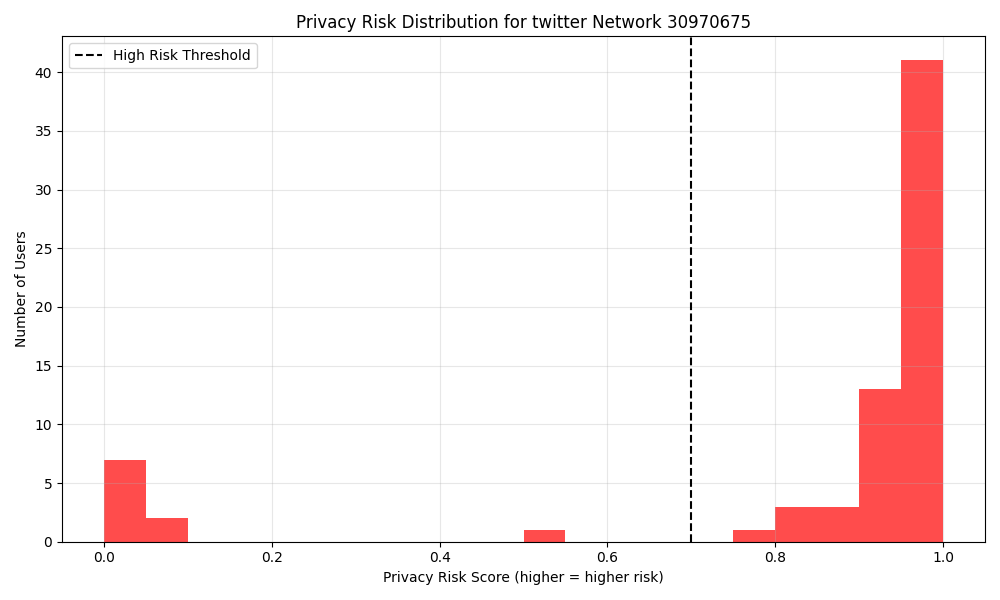 Privacy Risk Distribution for twitter Network 30970675
High Risk Threshold
Number of Users
40
35
30
25
20
15
10
5
0
0.0 0.2 0.4 0.6 0.8 1.0
Privacy Risk Score (higher = higher risk)